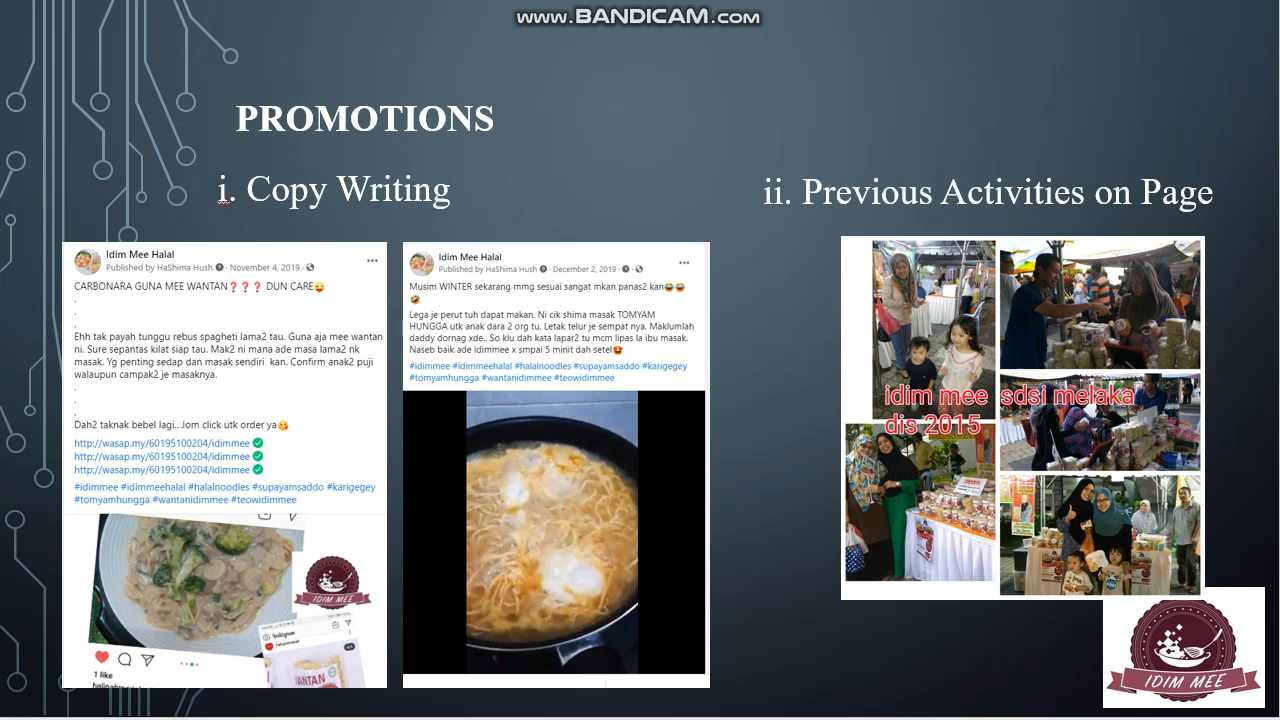 www.BANDICAM.com
PROMOTIONS
i. Copy Writing
ii. Previous Activities on Page
Idim Mee Halal
Published by HaShima Hush · November 4, 2019 ·
CARBONARA GUNA MEE WANTAN❓❓❓ DUN CARE😜
.
.
.
Ehh tak payah tunggu rebus spagheti lama2 tau. Guna aja mee wantan
ni. Sure sepantas kilat siap tau. Mak2 ni mana ade masa lama2 nk
masak. Yg penting sedap dan masak sendiri kan. Confirm anak2 puji
walaupun campak2 je masaknya.
.
.
.
Dah2 taknak bebel lagi.. Jom click utk order ya😋
http://wasap.my/60195100204/idimmee ✅
http://wasap.my/60195100204/idimmee ✅
http://wasap.my/60195100204/idimmee ✅
#idimmee #idimmeehalal #halalnoodles #supayamsaddo #karigegey
#tomyamhungga #wantanidimmee #teowidimmee
IDIM MEE
Instagram
1 like
WANTAN
Idim Mee Halal
Published by HaShima Hush · December 2, 2019 ·
Musim WINTER sekarang mmg sesuai sangat mkan panas2 kan😂😂
🤣
Lega je perut tuh dapat makan. Ni cik shima masak TOMYAM
HUNGGA utk anak dara 2 org tu. Letak telur je sempat nya. Maklumlah
daddy dornag xde.. So klu dah kata lapar2 tu mcm lipas la ibu masak.
Naseb baik ade idimmee x smpai 5 minit dah setel🤩
#idimmee #idimmeehalal #halalnoodles #supayamsaddo #karigegey
#tomyamhungga #wantanidimmee #teowidimmee
idim mee sdsi melaka
dis 2015
IDIM MEE